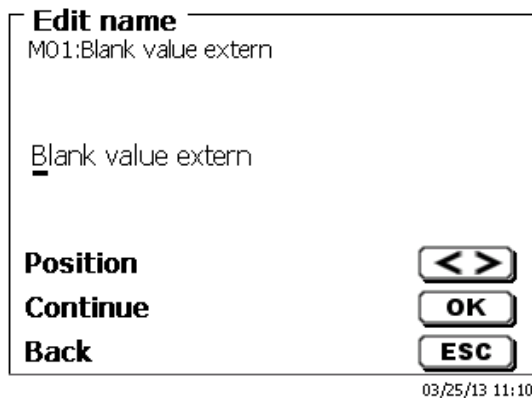 Edit name
M01:Blank value extern
Blank value extern
Position < >
Continue OK
Back ESC
03/25/13 11:10